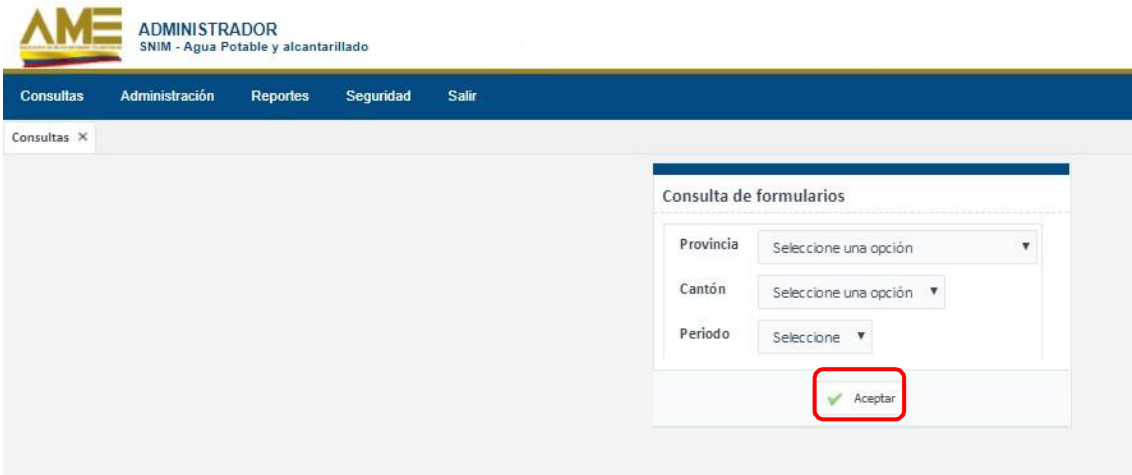 AME
ADMINISTRADOR
SNIM - Agua Potable y alcantarillado
Consultas Administración Reportes Seguridad Salir
Consultas ×
Consulta de formularios
Provincia Seleccione una opción ▼
Cantón Seleccione una opción ▼
Periodo Seleccione ▼
Aceptar